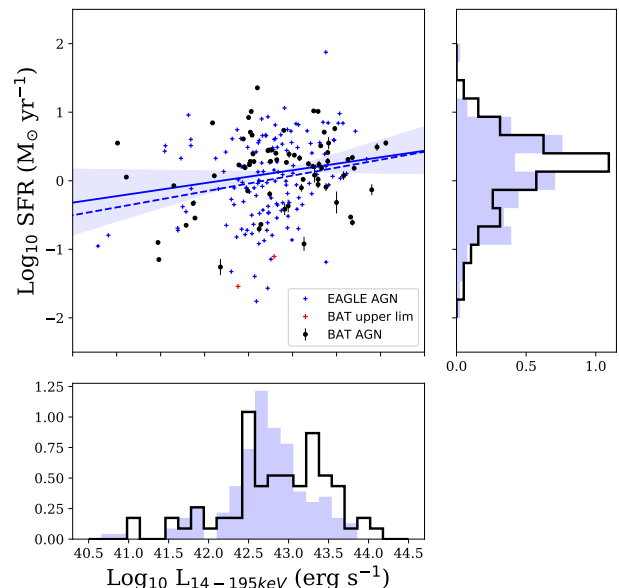 2
1
0
−1
−2
Log₁₀ SFR (M⊙ yr⁻¹)
EAGLE AGN
BAT upper lim
BAT AGN
0.0 0.5 1.0
1.25
1.00
0.75
0.50
0.25
0.00
40.5 41.0 41.5 42.0 42.5 43.0 43.5 44.0 44.5
Log₁₀ L₁₄₋₁₉₅ₖₑV (erg s⁻¹)